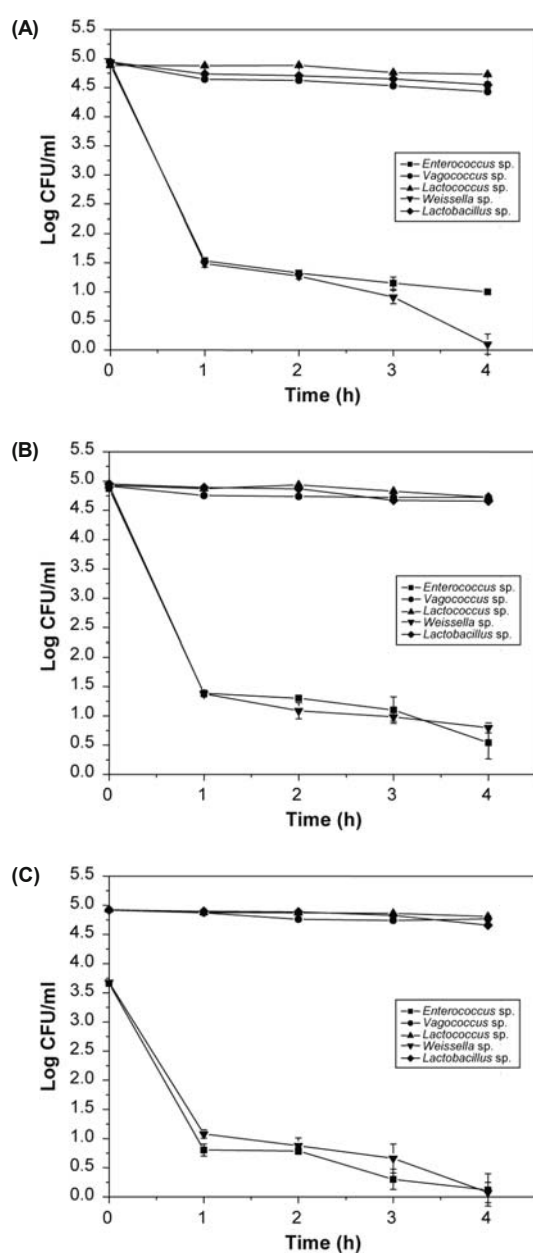 (A)
5.5
5.0
4.5
4.0
3.5
3.0
2.5
2.0
1.5
1.0
0.5
0.0
Log CFU/ml
Enterococcus sp.
Vagococcus sp.
Lactococcus sp.
Weissella sp.
Lactobacillus sp.
0 1 2 3 4
Time (h)
(B)
5.5
5.0
4.5
4.0
3.5
3.0
2.5
2.0
1.5
1.0
0.5
0.0
Log CFU/ml
Enterococcus sp.
Vagococcus sp.
Lactococcus sp.
Weissella sp.
Lactobacillus sp.
0 1 2 3 4
Time (h)
(C)
5.5
5.0
4.5
4.0
3.5
3.0
2.5
2.0
1.5
1.0
0.5
0.0
Log CFU/ml
Enterococcus sp.
Vagococcus sp.
Lactococcus sp.
Weissella sp.
Lactobacillus sp.
0 1 2 3 4
Time (h)